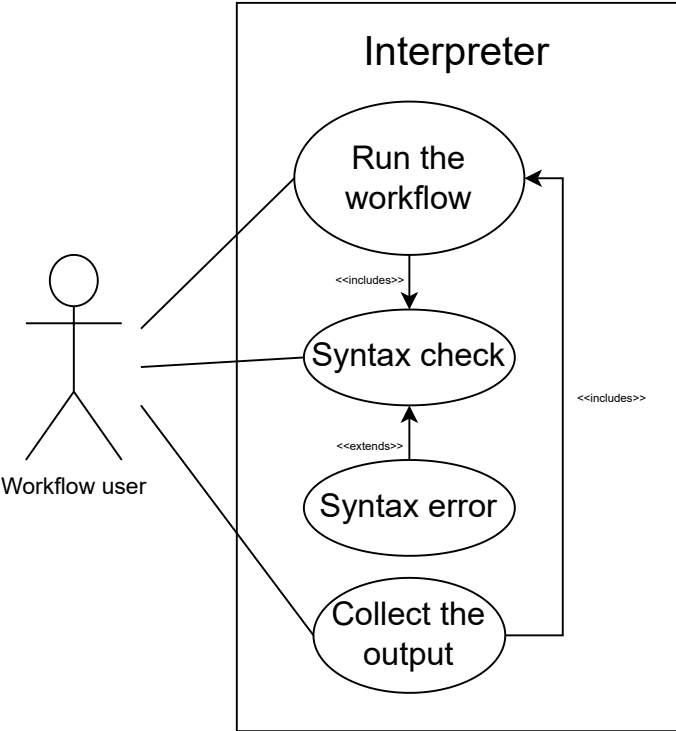 Interpreter
Run the
workflow
<<includes>>
Syntax check
<<includes>>
<<extends>>
Workflow user
Syntax error
Collect the
output